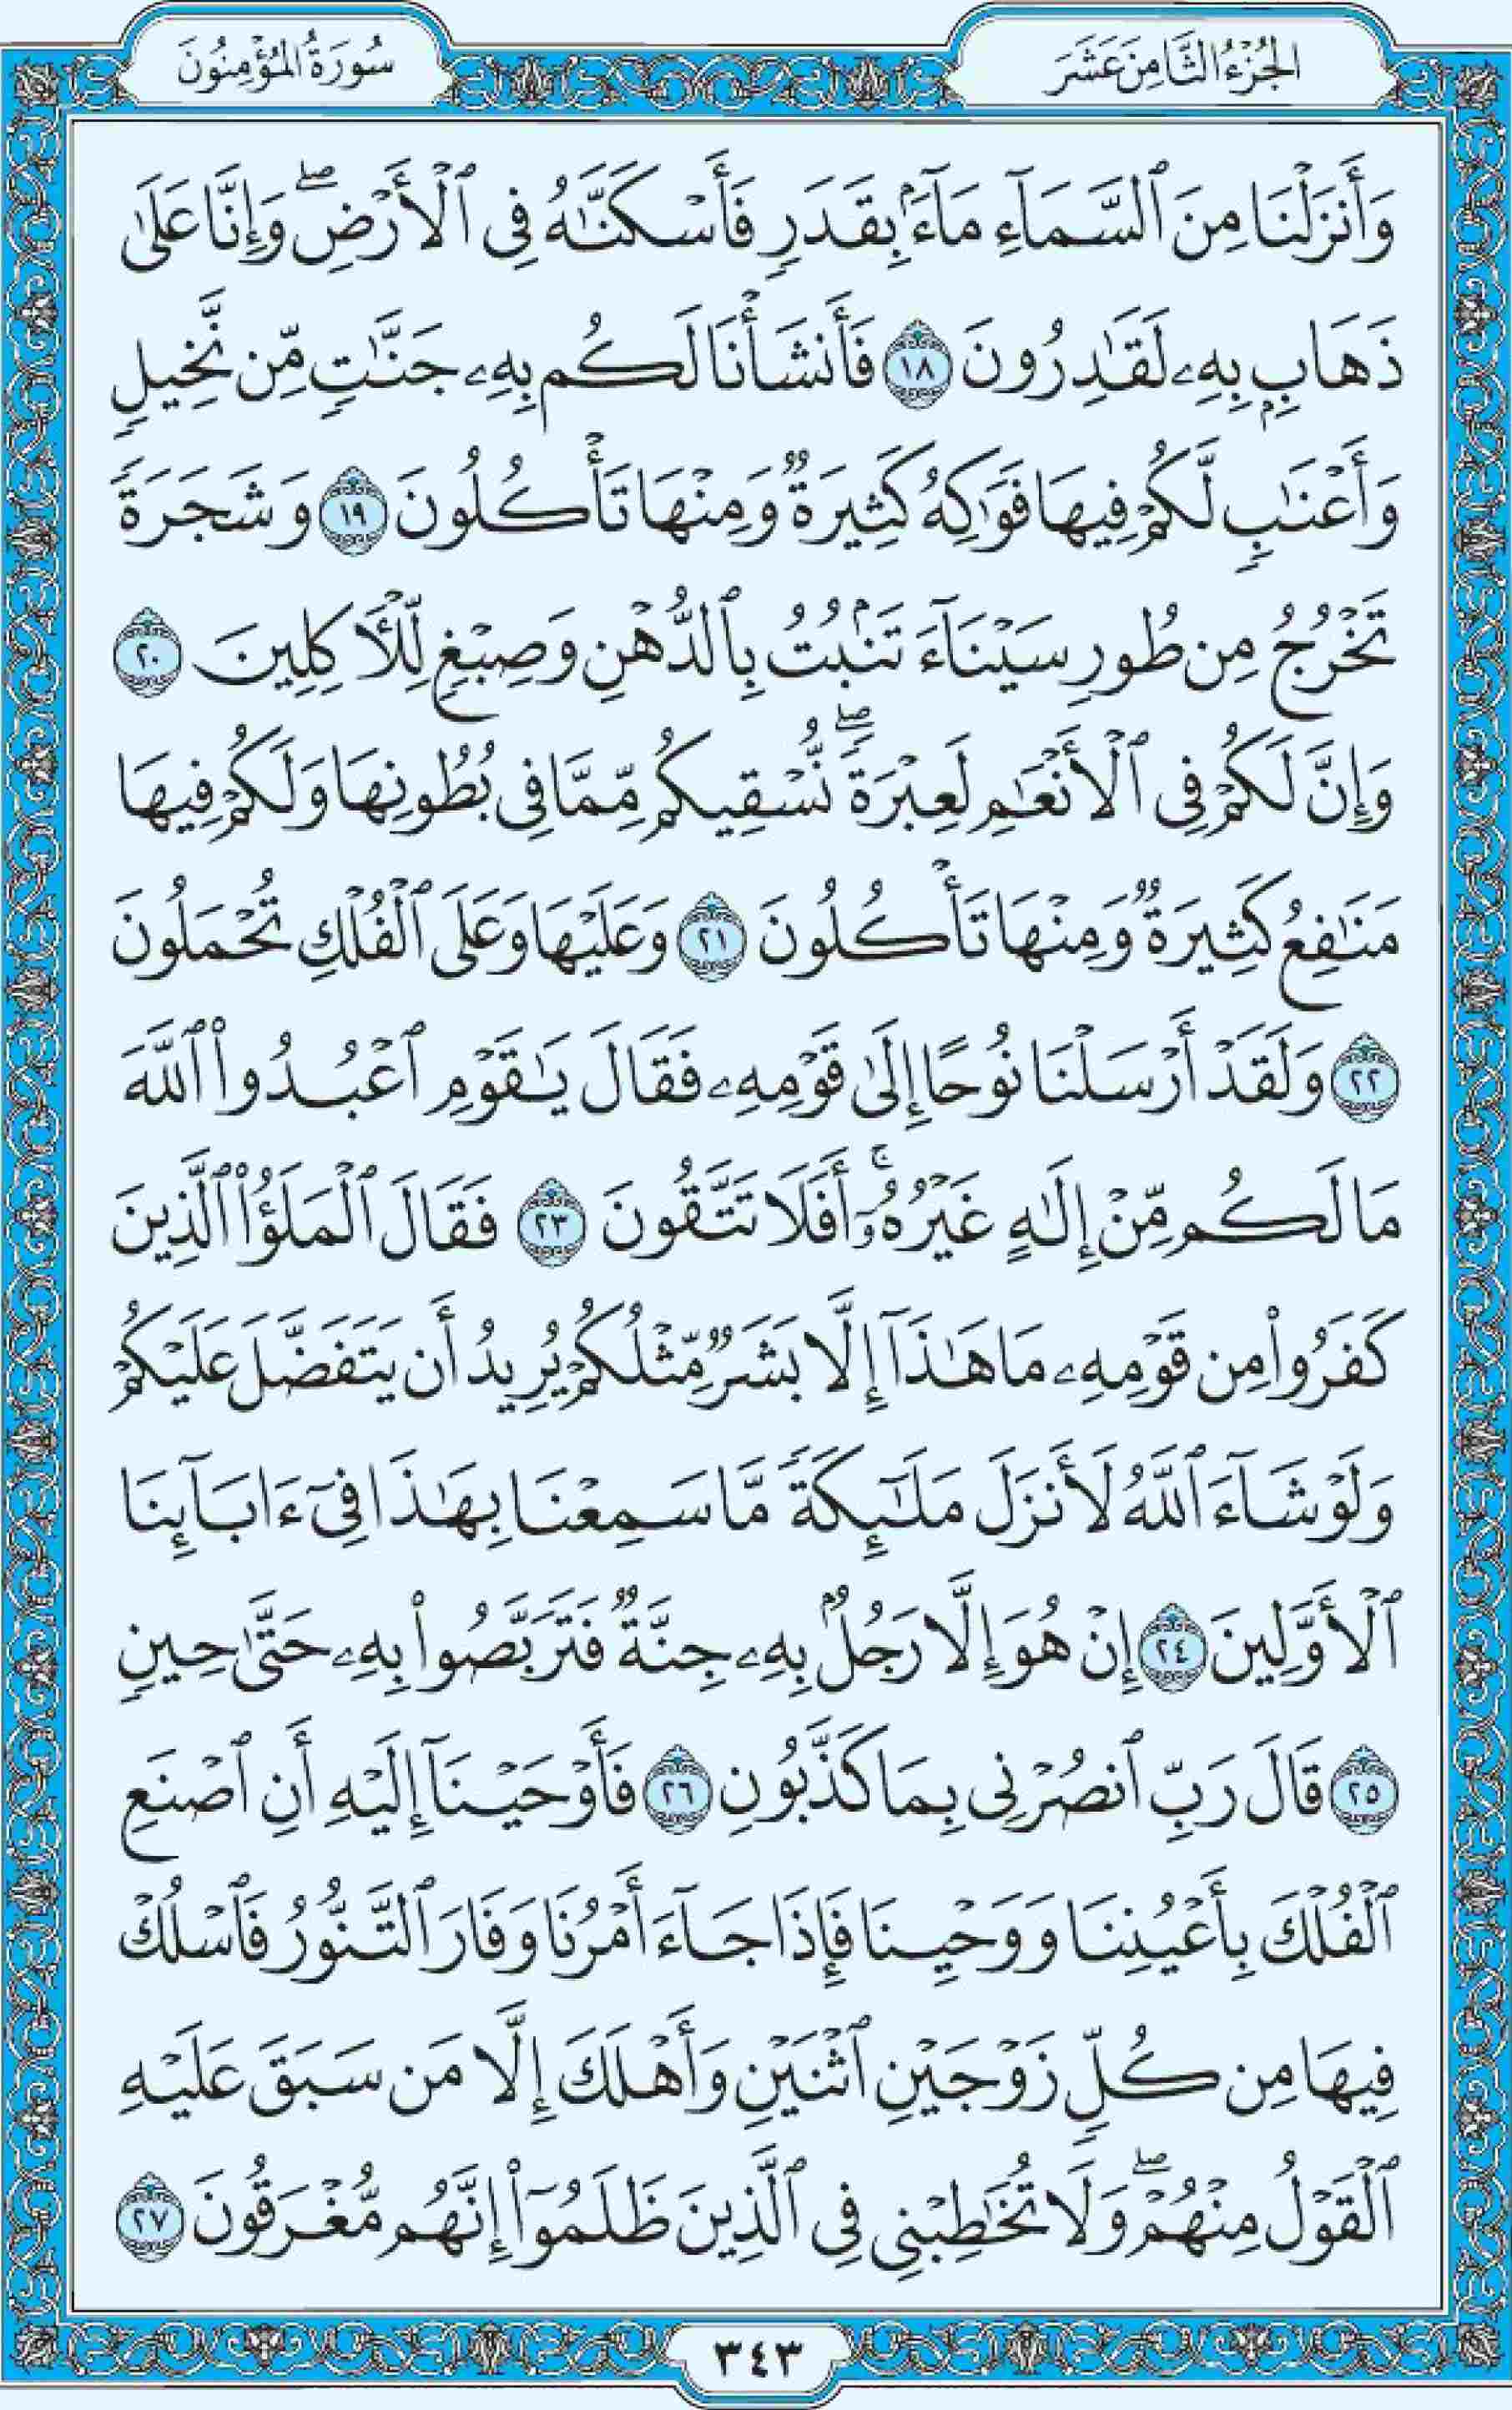 الجُزْءُ الثَّامِنَ عَشَرَ
سُورَةُ المُؤْمِنُونَ
وَأَنزَلْنَا مِنَ ٱلسَّمَآءِ مَآءَۢ بِقَدَرٖ فَأَسْكَنَّٰهُ فِي ٱلْأَرْضِۖ وَإِنَّا عَلَىٰ
ذَهَابِۭ بِهِۦ لَقَٰدِرُونَ ١٨ فَأَنشَأْنَا لَكُم بِهِۦ جَنَّٰتٖ مِّن نَّخِيلٖ
وَأَعْنَٰبٖ لَّكُمْ فِيهَا فَوَٰكِهُ كَثِيرَةٞ وَمِنْهَا تَأْكُلُونَ ١٩ وَشَجَرَةٗ
تَخْرُجُ مِن طُورِ سَيْنَآءَ تَنۢبُتُ بِٱلدُّهْنِ وَصِبْغٖ لِّلْأٓكِلِينَ ٢٠
وَإِنَّ لَكُمْ فِي ٱلْأَنْعَٰمِ لَعِبْرَةٗۖ نُّسْقِيكُم مِّمَّا فِي بُطُونِهَا وَلَكُمْ فِيهَا
مَنَٰفِعُ كَثِيرَةٞ وَمِنْهَا تَأْكُلُونَ ٢١ وَعَلَيْهَا وَعَلَى ٱلْفُلْكِ تُحْمَلُونَ
٢٢ وَلَقَدْ أَرْسَلْنَا نُوحًا إِلَىٰ قَوْمِهِۦ فَقَالَ يَٰقَوْمِ ٱعْبُدُوا۟ ٱللَّهَ
مَا لَكُم مِّنْ إِلَٰهٍ غَيْرُهُۥٓۚ أَفَلَا تَتَّقُونَ ٢٣ فَقَالَ ٱلْمَلَؤُا۟ ٱلَّذِينَ
كَفَرُوا۟ مِن قَوْمِهِۦ مَا هَٰذَآ إِلَّا بَشَرٞ مِّثْلُكُمْ يُرِيدُ أَن يَتَفَضَّلَ عَلَيْكُمْ
وَلَوْ شَآءَ ٱللَّهُ لَأَنزَلَ مَلَٰٓئِكَةٗ مَّا سَمِعْنَا بِهَٰذَا فِيٓ ءَابَآئِنَا
ٱلْأَوَّلِينَ ٢٤ إِنْ هُوَ إِلَّا رَجُلُۢ بِهِۦ جِنَّةٞ فَتَرَبَّصُوا۟ بِهِۦ حَتَّىٰ حِينٖ
٢٥ قَالَ رَبِّ ٱنصُرْنِي بِمَا كَذَّبُونِ ٢٦ فَأَوْحَيْنَآ إِلَيْهِ أَنِ ٱصْنَعِ
ٱلْفُلْكَ بِأَعْيُنِنَا وَوَحْيِنَا فَإِذَا جَآءَ أَمْرُنَا وَفَارَ ٱلتَّنُّورُ فَٱسْلُكْ
فِيهَا مِن كُلّٖ زَوْجَيْنِ ٱثْنَيْنِ وَأَهْلَكَ إِلَّا مَن سَبَقَ عَلَيْهِ
ٱلْقَوْلُ مِنْهُمْۖ وَلَا تُخَٰطِبْنِي فِي ٱلَّذِينَ ظَلَمُوٓا۟ إِنَّهُم مُّغْرَقُونَ ٢٧
٣٤٣